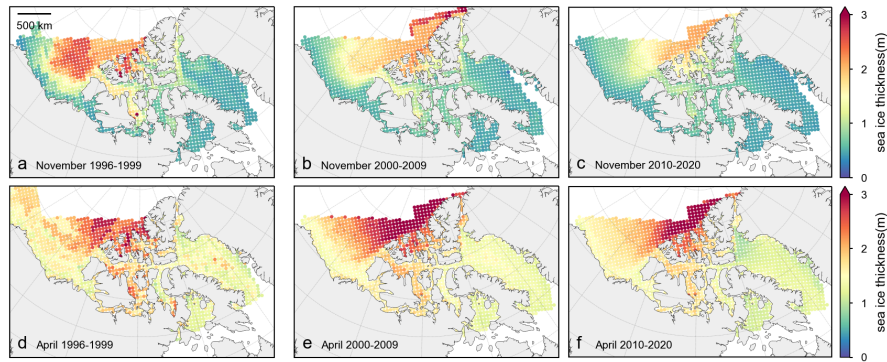 500 km
a November 1996-1999
b November 2000-2009
c November 2010-2020
3
2
1
0
sea ice thickness(m)
d April 1996-1999
e April 2000-2009
f April 2010-2020
3
2
1
0
sea ice thickness(m)